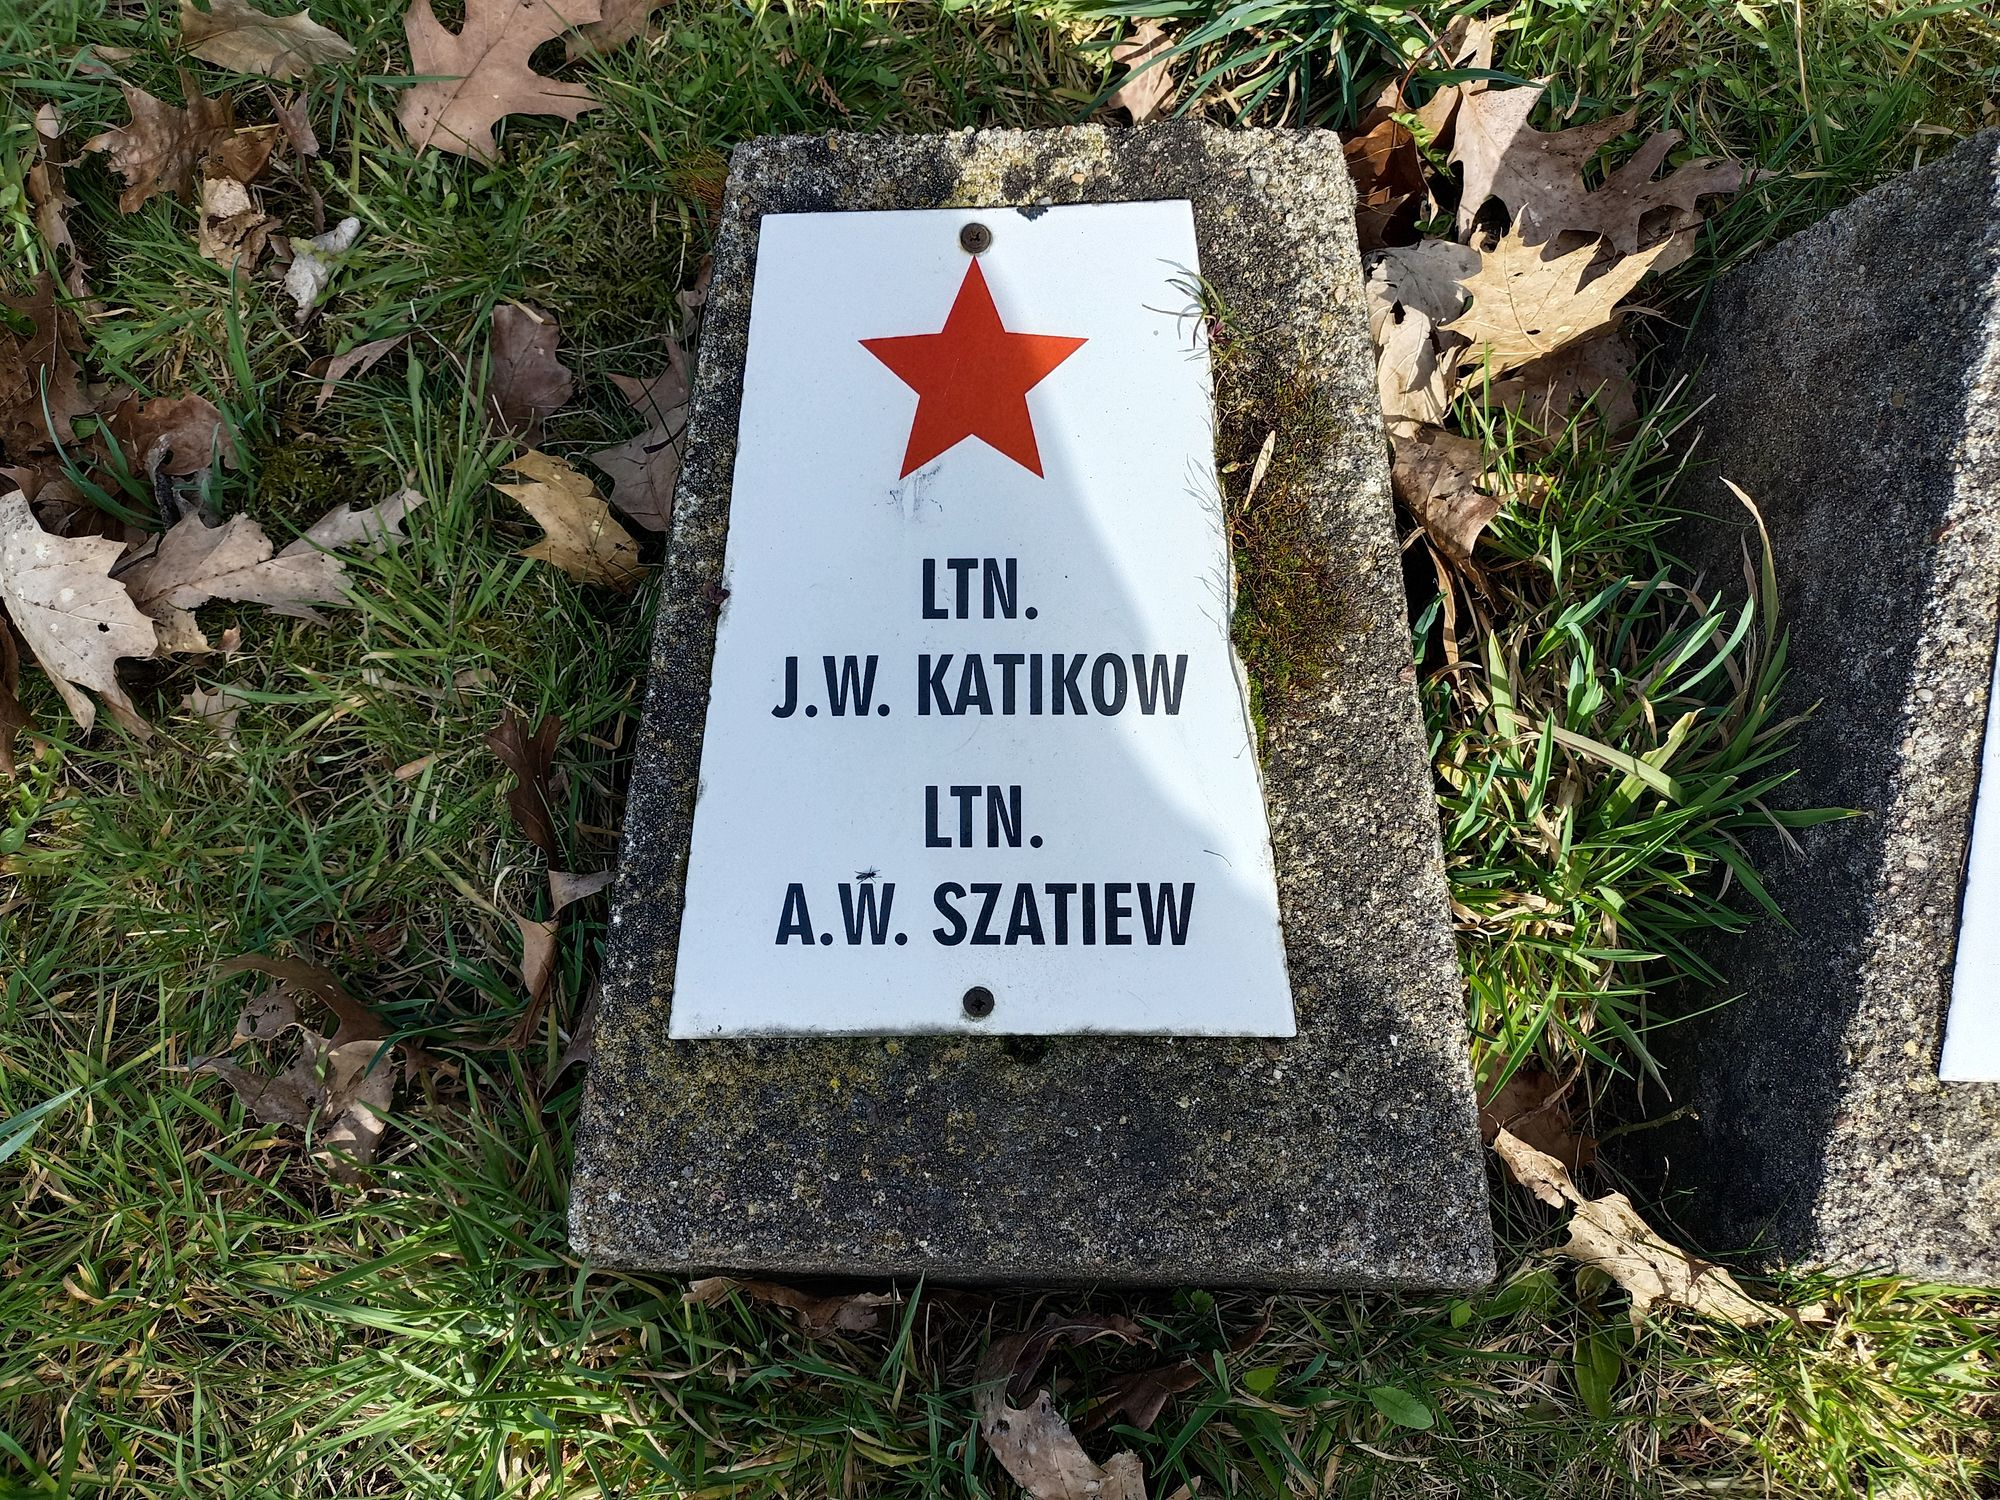 LTN.
J.W. KATIKOW
LTN.
A.W. SZATIEW